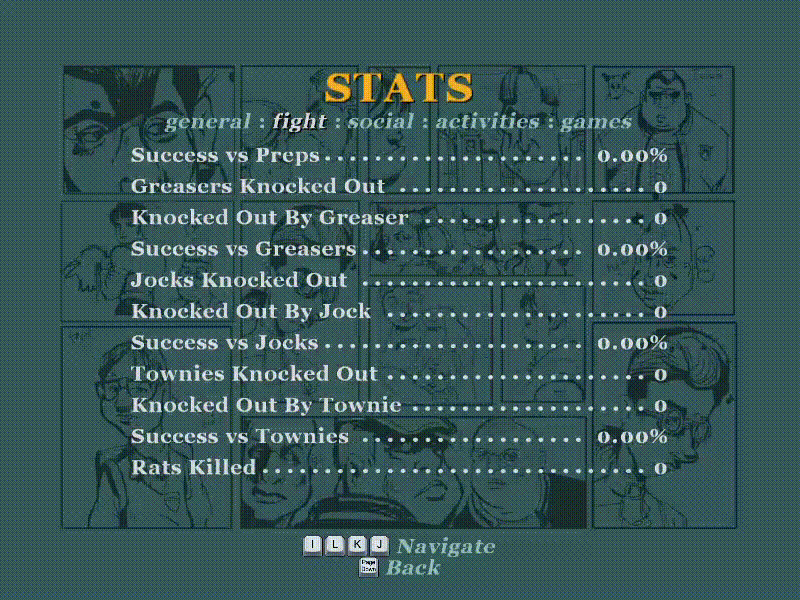 STATS
general : fight : social : activities : games
Success vs Preps . . . . . . . . . . . . . . . . . . . . . 0.00%
Greasers Knocked Out . . . . . . . . . . . . . . . . . . . . 0
Knocked Out By Greaser . . . . . . . . . . . . . . . . . . 0
Success vs Greasers . . . . . . . . . . . . . . . . . . 0.00%
Jocks Knocked Out . . . . . . . . . . . . . . . . . . . . . . . 0
Knocked Out By Jock . . . . . . . . . . . . . . . . . . . . . 0
Success vs Jocks . . . . . . . . . . . . . . . . . . . . . 0.00%
Townies Knocked Out . . . . . . . . . . . . . . . . . . . . . 0
Knocked Out By Townie . . . . . . . . . . . . . . . . . . . 0
Success vs Townies . . . . . . . . . . . . . . . . . . 0.00%
Rats Killed . . . . . . . . . . . . . . . . . . . . . . . . . . . . . . . 0
I L K J Navigate
Page Down Back